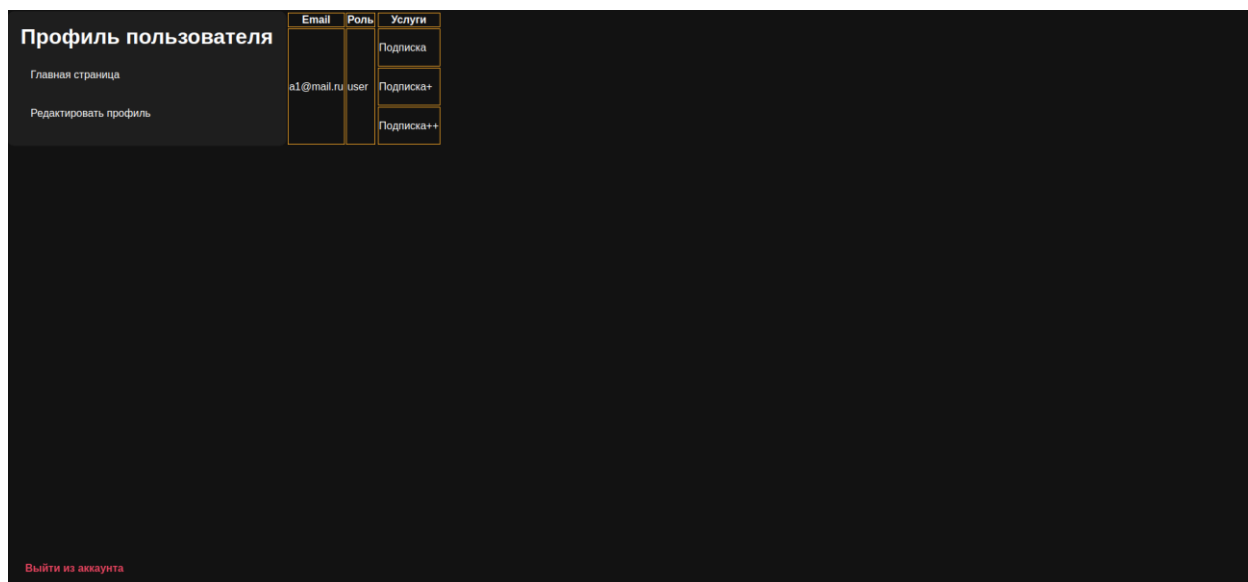 Профиль пользователя
Главная страница
Редактировать профиль
Email Роль Услуги
a1@mail.ru user Подписка
Подписка+
Подписка++
Выйти из аккаунта